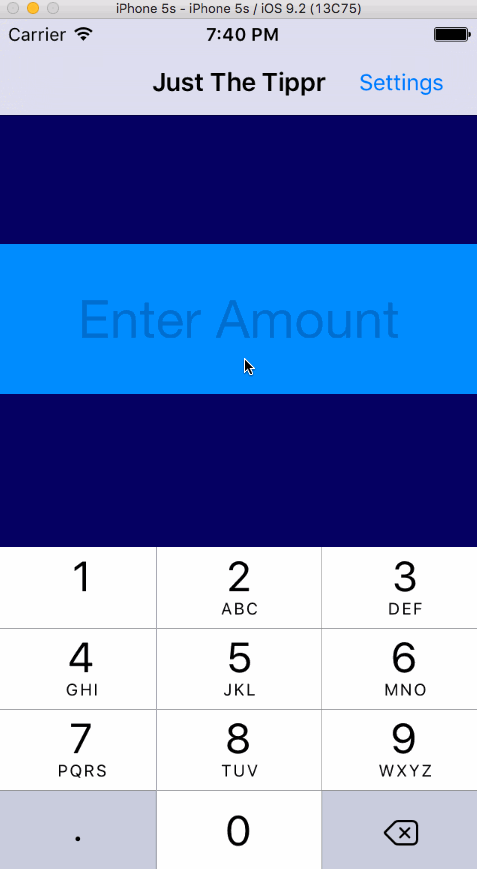 iPhone 5s - iPhone 5s / iOS 9.2 (13C75)
Carrier 7:40 PM
Just The Tippr Settings
Enter Amount
1 2 3
ABC DEF
4 5 6
GHI JKL MNO
7 8 9
PQRS TUV WXYZ
. 0